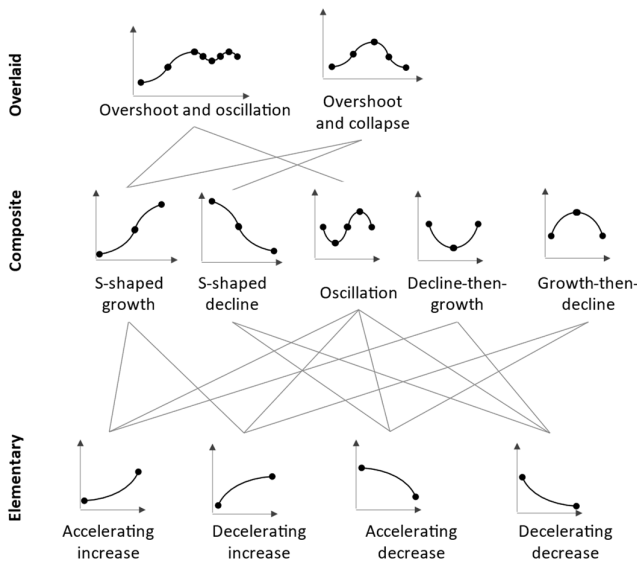 Overlaid
Overshoot and oscillation
Overshoot
and collapse
Composite
S-shaped
growth
S-shaped
decline
Oscillation
Decline-then-
growth
Growth-then-
decline
Elementary
Accelerating
increase
Decelerating
increase
Accelerating
decrease
Decelerating
decrease